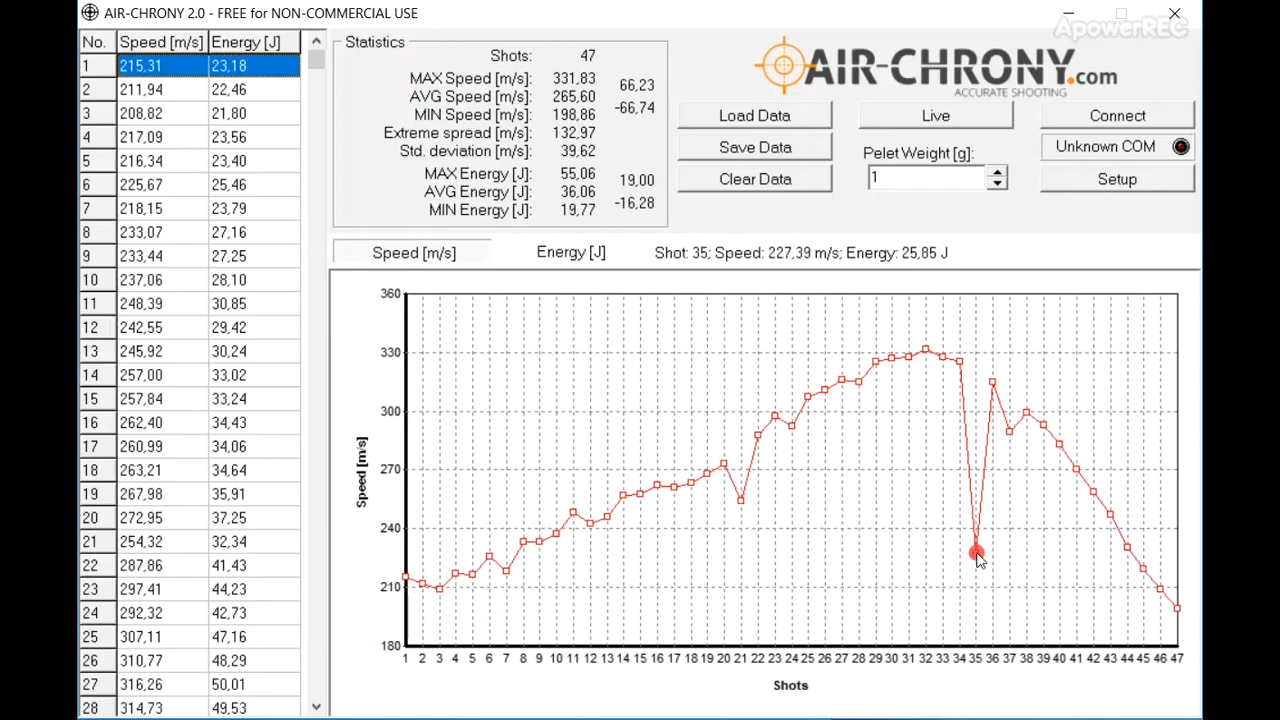 AIR-CHRONY 2.0 - FREE for NON-COMMERCIAL USE
ApowerREC
No. Speed [m/s] Energy [J]
1 215,31 23,18
2 211,94 22,46
3 208,82 21,80
4 217,09 23,56
5 216,34 23,40
6 225,67 25,46
7 218,15 23,79
8 233,07 27,16
9 233,44 27,25
10 237,06 28,10
11 248,39 30,85
12 242,55 29,42
13 245,92 30,24
14 257,00 33,02
15 257,84 33,24
16 262,40 34,43
17 260,99 34,06
18 263,21 34,64
19 267,98 35,91
20 272,95 37,25
21 254,32 32,34
22 287,86 41,43
23 297,41 44,23
24 292,32 42,73
25 307,11 47,16
26 310,77 48,29
27 316,26 50,01
28 314,73 49,53
Statistics
Shots: 47
MAX Speed [m/s]: 331,83 66,23
AVG Speed [m/s]: 265,60
MIN Speed [m/s]: 198,86 -66,74
Extreme spread [m/s]: 132,97
Std. deviation [m/s]: 39,62
MAX Energy [J]: 55,06 19,00
AVG Energy [J]: 36,06
MIN Energy [J]: 19,77 -16,28
AIR-CHRONY.com
ACCURATE SHOOTING
Load Data
Save Data
Clear Data
Live
Pelet Weight [g]:
1
Connect
Unknown COM
Setup
Speed [m/s] Energy [J] Shot: 35; Speed: 227,39 m/s; Energy: 25,85 J
360
330
300
270
240
210
180
Speed [m/s]
1 2 3 4 5 6 7 8 9 10 11 12 13 14 15 16 17 18 19 20 21 22 23 24 25 26 27 28 29 30 31 32 33 34 35 36 37 38 39 40 41 42 43 44 45 46 47
Shots